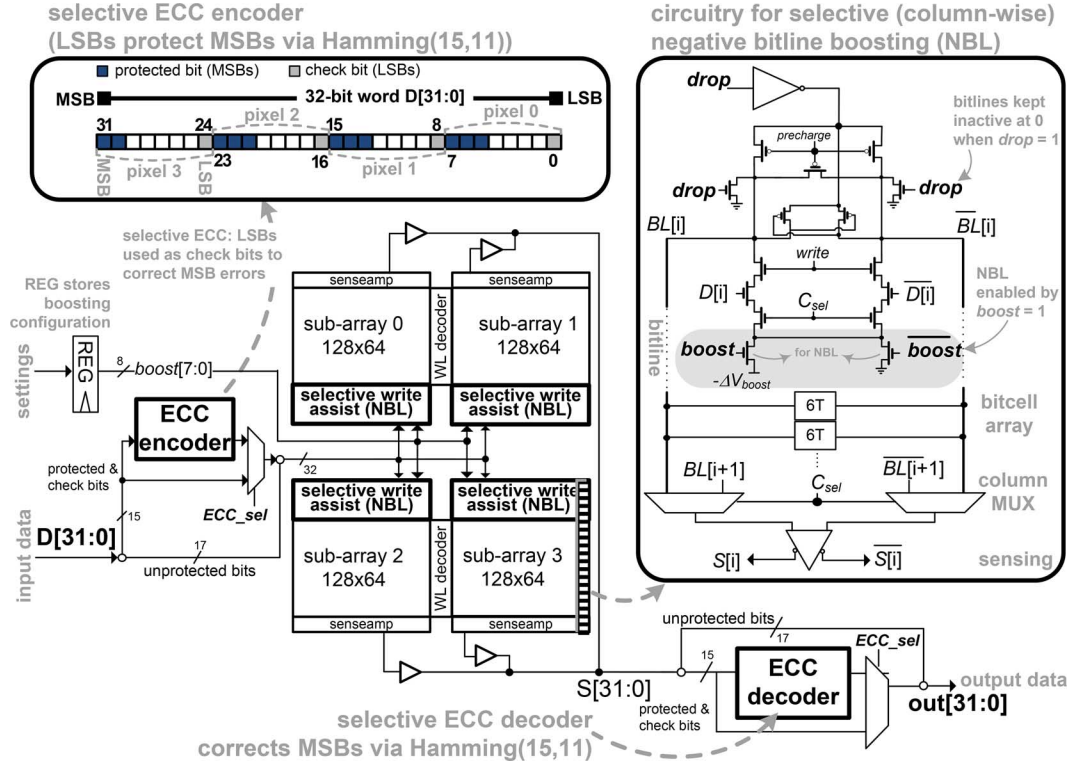 selective ECC encoder
(LSBs protect MSBs via Hamming(15,11))
protected bit (MSBs)
check bit (LSBs)
MSB
32-bit word D[31:0]
LSB
31
24
pixel 2
15
8
pixel 0
pixel 3
23
16
pixel 1
7
0
MSB
LSB
selective ECC: LSBs
used as check bits to
correct MSB errors
REG stores
boosting
configuration
settings
REG
8
boost[7:0]
ECC
encoder
protected &
check bits
15
ECC_sel
32
input data
D[31:0]
17
unprotected bits
senseamp
senseamp
sub-array 0
128x64
WL decoder
sub-array 1
128x64
selective write
assist (NBL)
selective write
assist (NBL)
selective write
assist (NBL)
selective write
assist (NBL)
sub-array 2
128x64
WL decoder
sub-array 3
128x64
senseamp
senseamp
S[31:0]
selective ECC decoder
corrects MSBs via Hamming(15,11)
unprotected bits
17
15
ECC_sel
ECC
decoder
protected &
check bits
output data
out[31:0]
circuitry for selective (column-wise)
negative bitline boosting (NBL)
drop
bitlines kept
inactive at 0
when drop = 1
precharge
drop
drop
BL[i]
B̅L̅[i]
write
D[i]
D̅[̅i̅]̅
C_sel
NBL
enabled by
boost = 1
bitline
boost
for NBL
b̅o̅o̅s̅t̅
-ΔV_boost
6T
6T
bitcell
array
BL[i+1]
B̅L̅[̅i+1]
C_sel
column
MUX
S[i]
S̅[̅i̅]̅
sensing